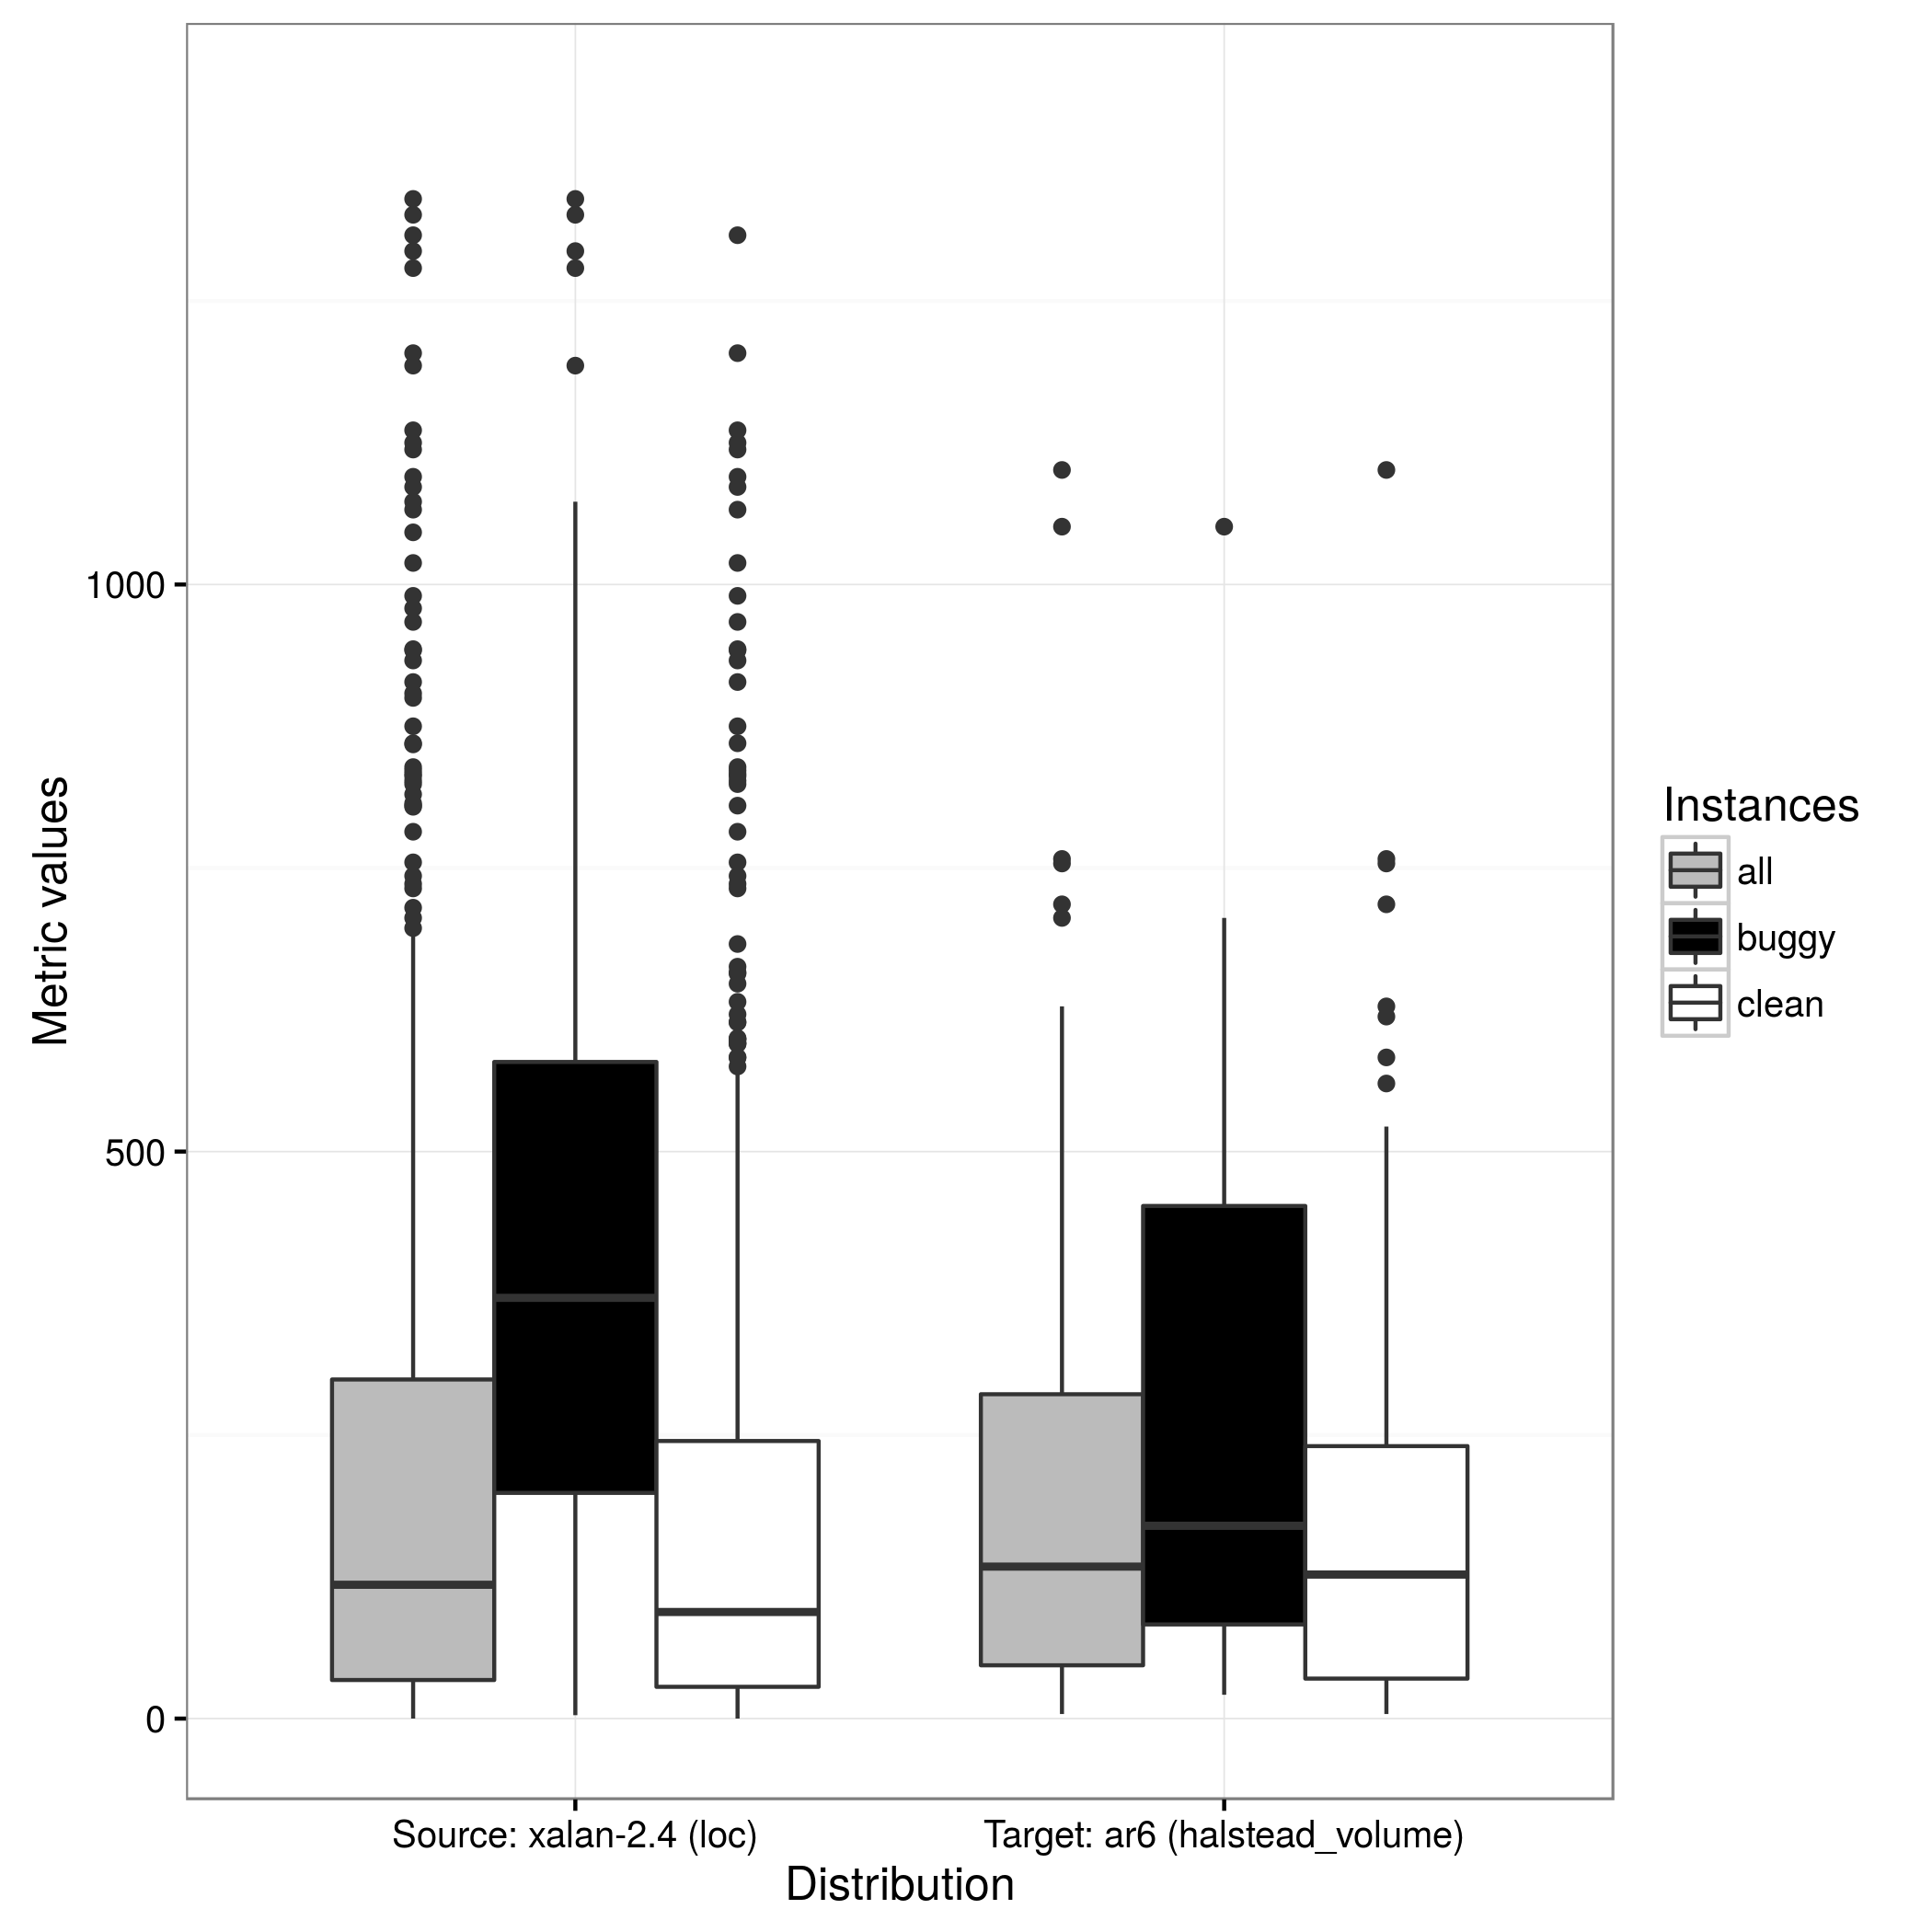 Metric values
1000
500
0
Source: xalan-2.4 (loc)
Target: ar6 (halstead_volume)
Distribution
Instances
all
buggy
clean